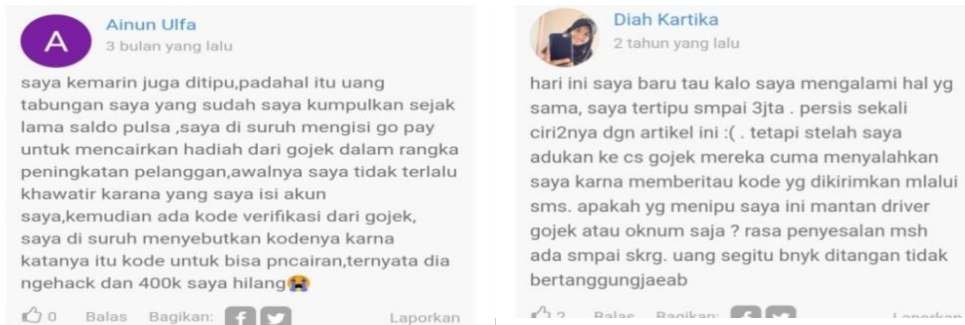 A
Ainun Ulfa
3 bulan yang lalu
saya kemarin juga ditipu,padahal itu uang
tabungan saya yang sudah saya kumpulkan sejak
lama saldo pulsa ,saya di suruh mengisi go pay
untuk mencairkan hadiah dari gojek dalam rangka
peningkatan pelanggan,awalnya saya tidak terlalu
khawatir karana yang saya isi akun
saya,kemudian ada kode verifikasi dari gojek,
saya di suruh menyebutkan kodenya karna
katanya itu kode untuk bisa pncairan,ternyata dia
ngehack dan 400k saya hilang😭
0 Balas Bagikan: Laporkan
Diah Kartika
2 tahun yang lalu
hari ini saya baru tau kalo saya mengalami hal yg
sama, saya tertipu smpai 3jta . persis sekali
ciri2nya dgn artikel ini :( . tetapi stelah saya
adukan ke cs gojek mereka cuma menyalahkan
saya karna memberitau kode yg dikirimkan mlalui
sms. apakah yg menipu saya ini mantan driver
gojek atau oknum saja ? rasa penyesalan msh
ada smpai skrg. uang segitu bnyk ditangan tidak
bertanggungjaeab
2 Balas Bagikan: Laporkan